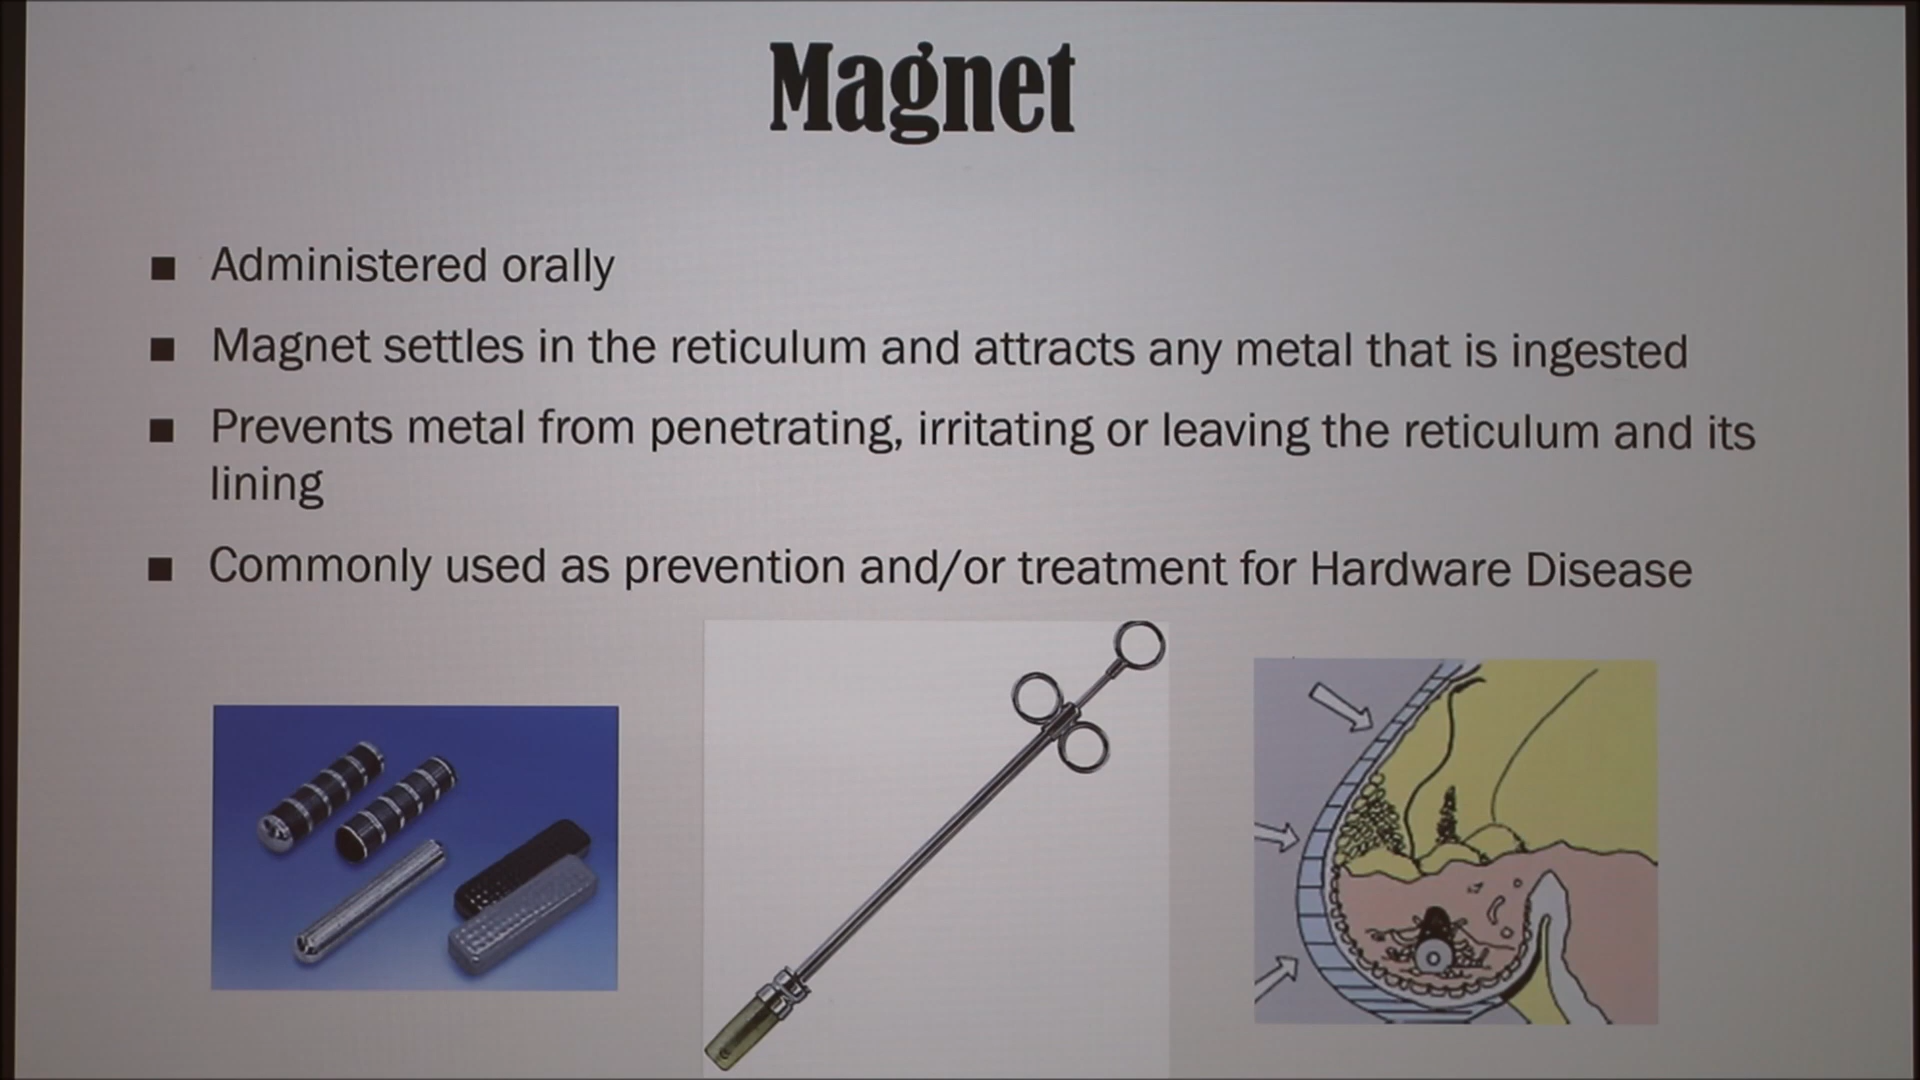 Magnet
■ Administered orally
■ Magnet settles in the reticulum and attracts any metal that is ingested
■ Prevents metal from penetrating, irritating or leaving the reticulum and its
lining
■ Commonly used as prevention and/or treatment for Hardware Disease